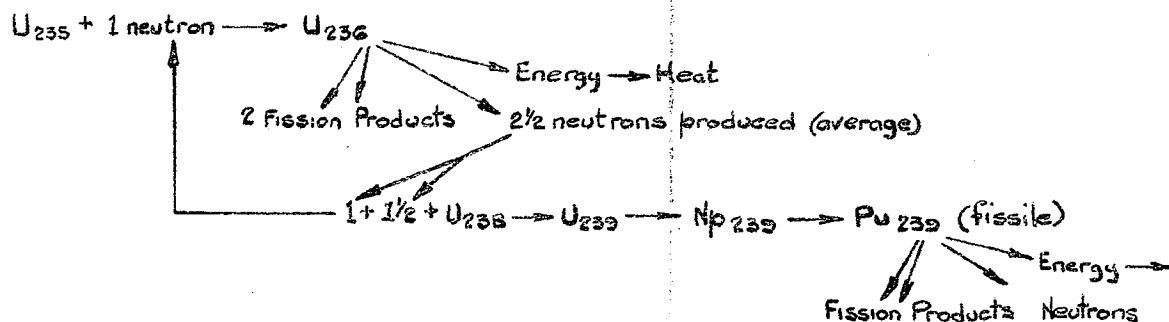 U235 + 1 neutron → U236
Energy → Heat
2 Fission Products 2½ neutrons produced (average)
1 + 1½ + U238 → U239 → Np239 → Pu239 (fissile)
Energy →
Fission Products Neutrons